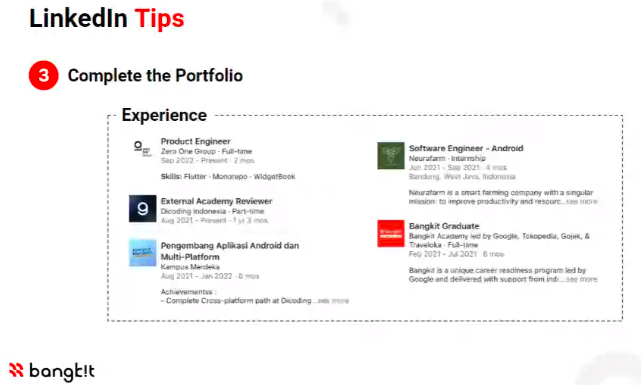 LinkedIn Tips
3 Complete the Portfolio
Experience
Product Engineer
Zero One Group · Full-time
Sep 2022 - Present · 2 mos
Skills: Flutter · Monorepo · WidgetBook
9
External Academy Reviewer
Dicoding Indonesia · Part-time
Aug 2021 - Present · 1 yr 3 mos
Pengembang Aplikasi Android dan
Multi-Platform
Kampus Merdeka
Aug 2021 - Jan 2022 · 6 mos
Achievementss :
- Complete Cross-platform path at Dicoding ...see more
Software Engineer - Android
Neurafarm · Internship
Jun 2021 - Sep 2021 · 4 mos
Bandung, West Java, Indonesia
Neurafarm is a smart farming company with a singular
mission: to improve productivity and resourc...see more
Bangkit Graduate
Bangkit Academy led by Google, Tokopedia, Gojek, &
Traveloka · Full-time
Feb 2021 - Jul 2021 · 6 mos
Bangkit is a unique career readiness program led by
Google and delivered with support from indu...see more
bangk!t